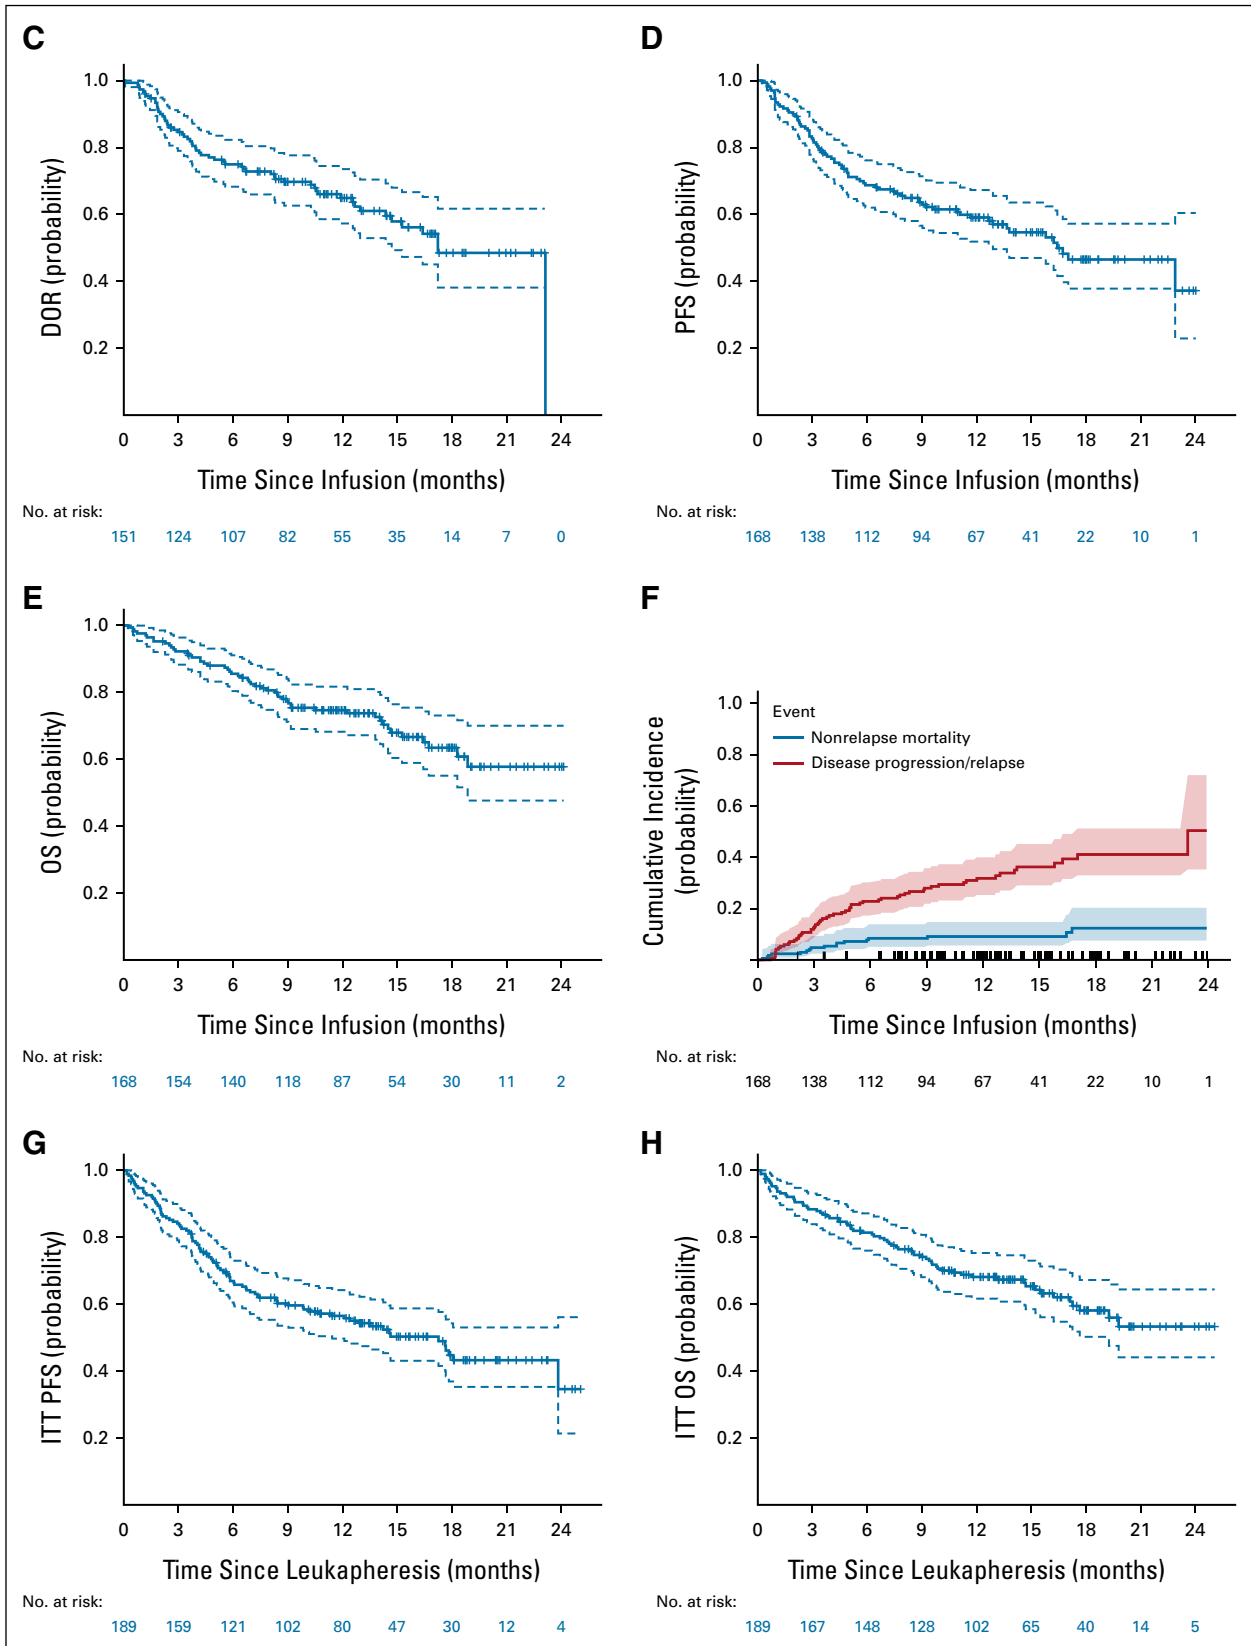 C
1.0
0.8
0.6
0.4
0.2
DOR (probability)
0 3 6 9 12 15 18 21 24
Time Since Infusion (months)
No. at risk:
151 124 107 82 55 35 14 7 0
D
1.0
0.8
0.6
0.4
0.2
PFS (probability)
0 3 6 9 12 15 18 21 24
Time Since Infusion (months)
No. at risk:
168 138 112 94 67 41 22 10 1
E
1.0
0.8
0.6
0.4
0.2
OS (probability)
0 3 6 9 12 15 18 21 24
Time Since Infusion (months)
No. at risk:
168 154 140 118 87 54 30 11 2
F
1.0
0.8
0.6
0.4
0.2
Cumulative Incidence
(probability)
Event
Nonrelapse mortality
Disease progression/relapse
0 3 6 9 12 15 18 21 24
Time Since Infusion (months)
No. at risk:
168 138 112 94 67 41 22 10 1
G
1.0
0.8
0.6
0.4
0.2
ITT PFS (probability)
0 3 6 9 12 15 18 21 24
Time Since Leukapheresis (months)
No. at risk:
189 159 121 102 80 47 30 12 4
H
1.0
0.8
0.6
0.4
0.2
ITT OS (probability)
0 3 6 9 12 15 18 21 24
Time Since Leukapheresis (months)
No. at risk:
189 167 148 128 102 65 40 14 5